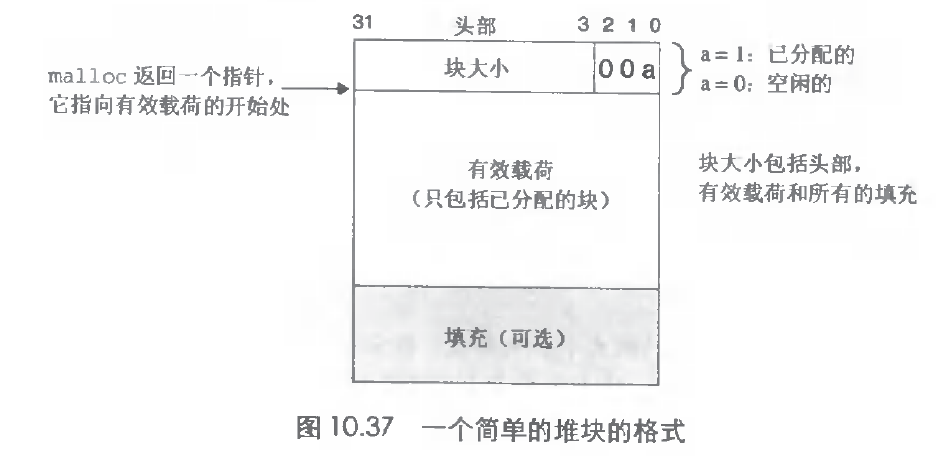 31 头部 3 2 1 0
块大小 0 0 a
a = 1：已分配的
a = 0：空闲的
malloc 返回一个指针，
它指向有效载荷的开始处
有效载荷
（只包括已分配的块）
块大小包括头部，
有效载荷和所有的填充
填充（可选）
图 10.37 一个简单的堆块的格式